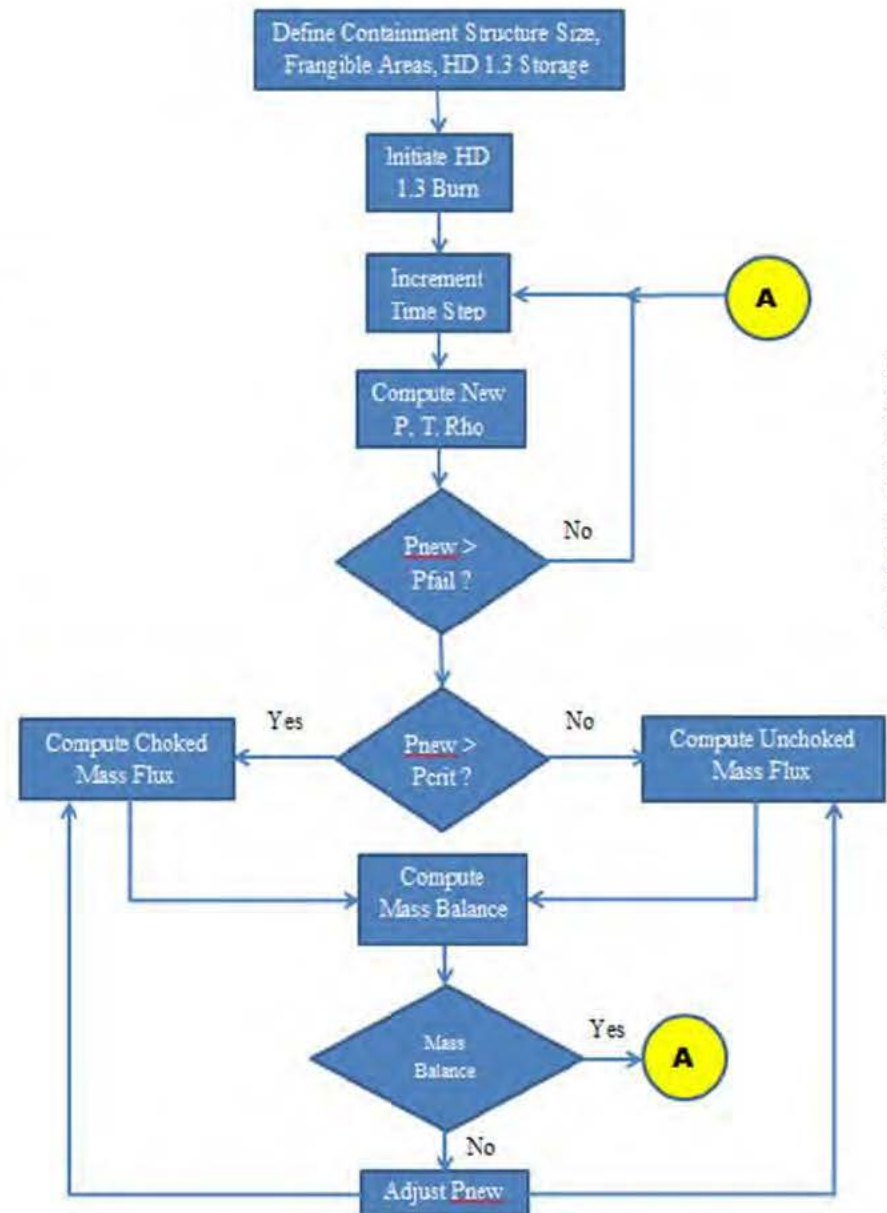 Define Containment Structure Size,
Frangible Areas, HD 1.3 Storage
Initiate HD
1.3 Burn
Increment
Time Step
A
Compute New
P, T, Rho
Pnew >
Pfail ?
No
Pnew >
Pcrit ?
Yes
No
Compute Choked
Mass Flux
Compute Unchoked
Mass Flux
Compute
Mass Balance
Mass
Balance
Yes
A
No
Adjust Pnew